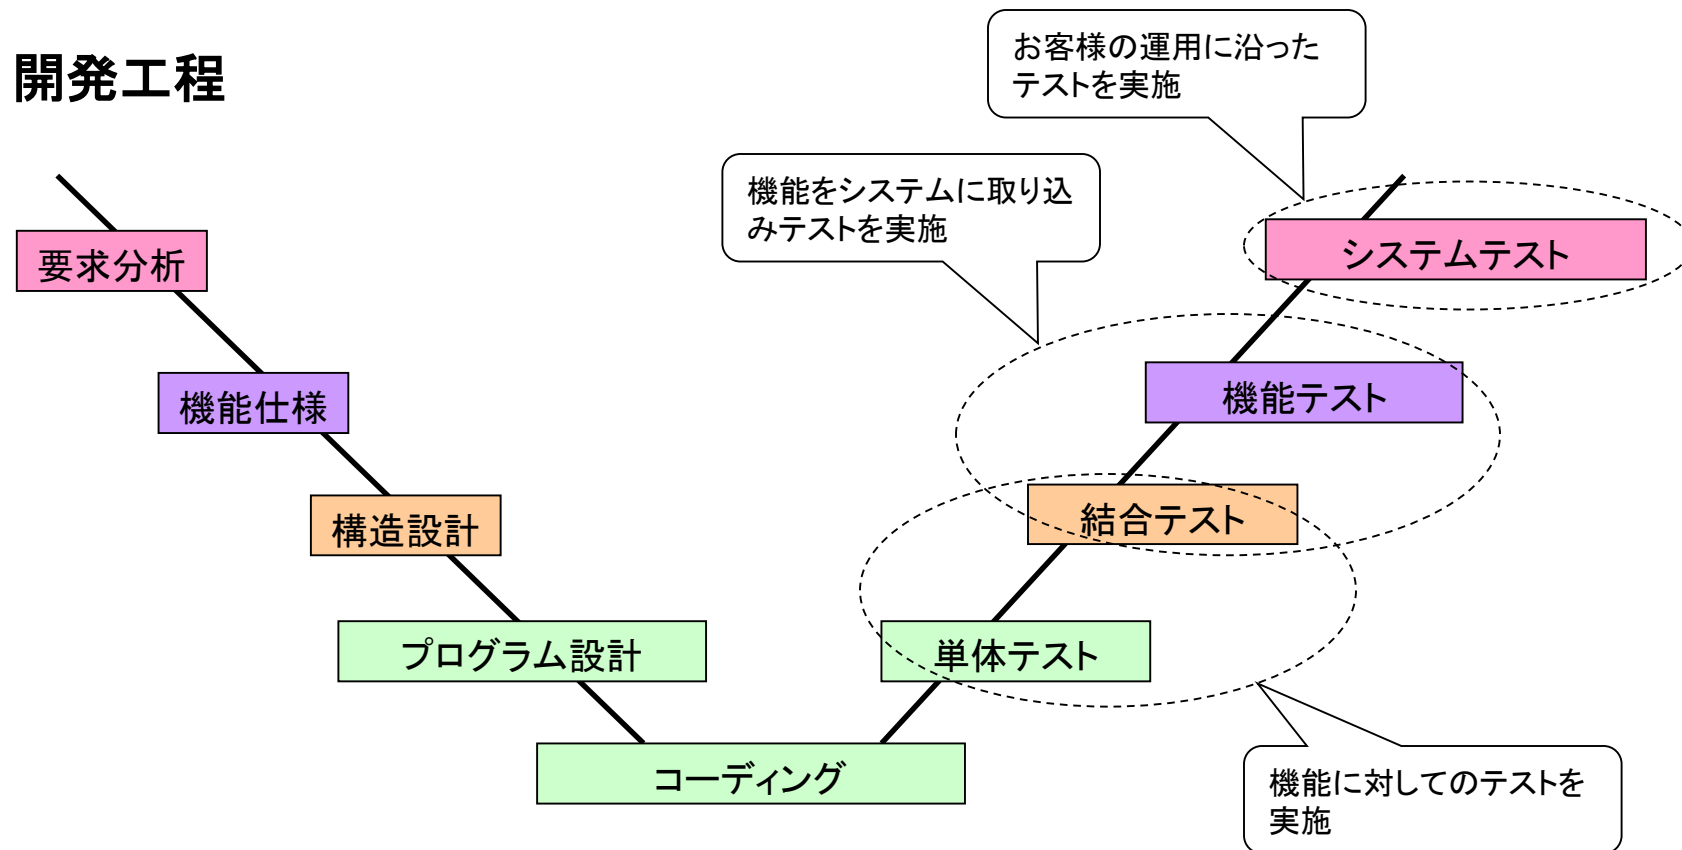 開発工程
お客様の運用に沿った
テストを実施
機能をシステムに取り込
みテストを実施
要求分析
システムテスト
機能仕様
機能テスト
構造設計
結合テスト
プログラム設計
単体テスト
コーディング
機能に対してのテストを
実施